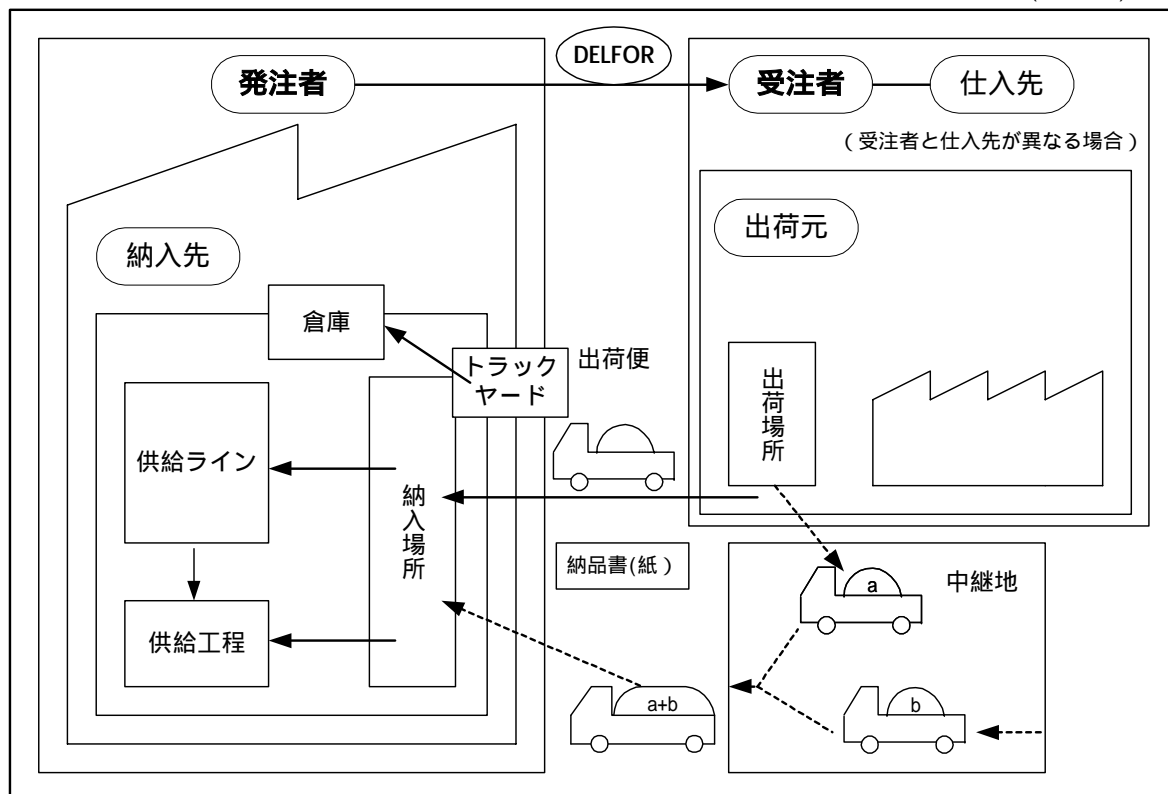 DELFOR
発注者
受注者
仕入先
(受注者と仕入先が異なる場合)
納入先
出荷元
倉庫
トラック
ヤード
出荷便
出荷場所
供給ライン
納入場所
納品書(紙)
中継地
a
供給工程
a+b
b